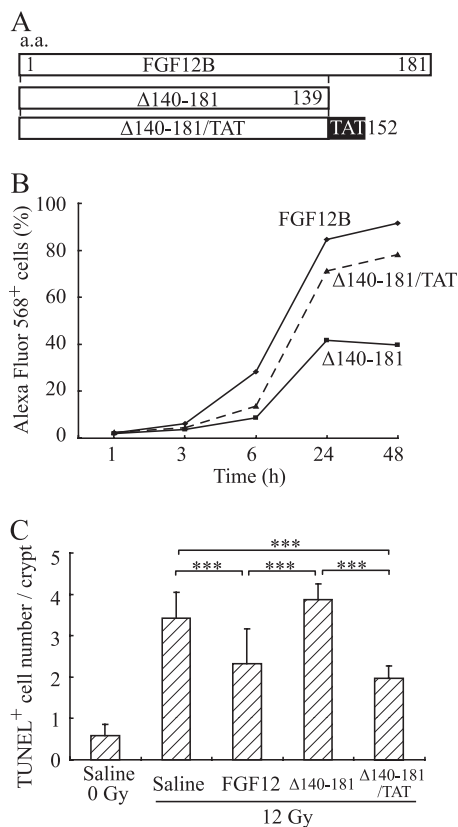 A
a.a.
1 FGF12B 181
Δ140-181 139
Δ140-181/TAT TAT 152
B
Alexa Fluor 568+ cells (%)
100
80
60
40
20
0
FGF12B
Δ140-181/TAT
Δ140-181
1 3 6 24 48
Time (h)
C
TUNEL+ cell number / crypt
5
4
3
2
1
0
***
*** *** ***
Saline
0 Gy
Saline FGF12 Δ140-181 Δ140-181
/TAT
12 Gy